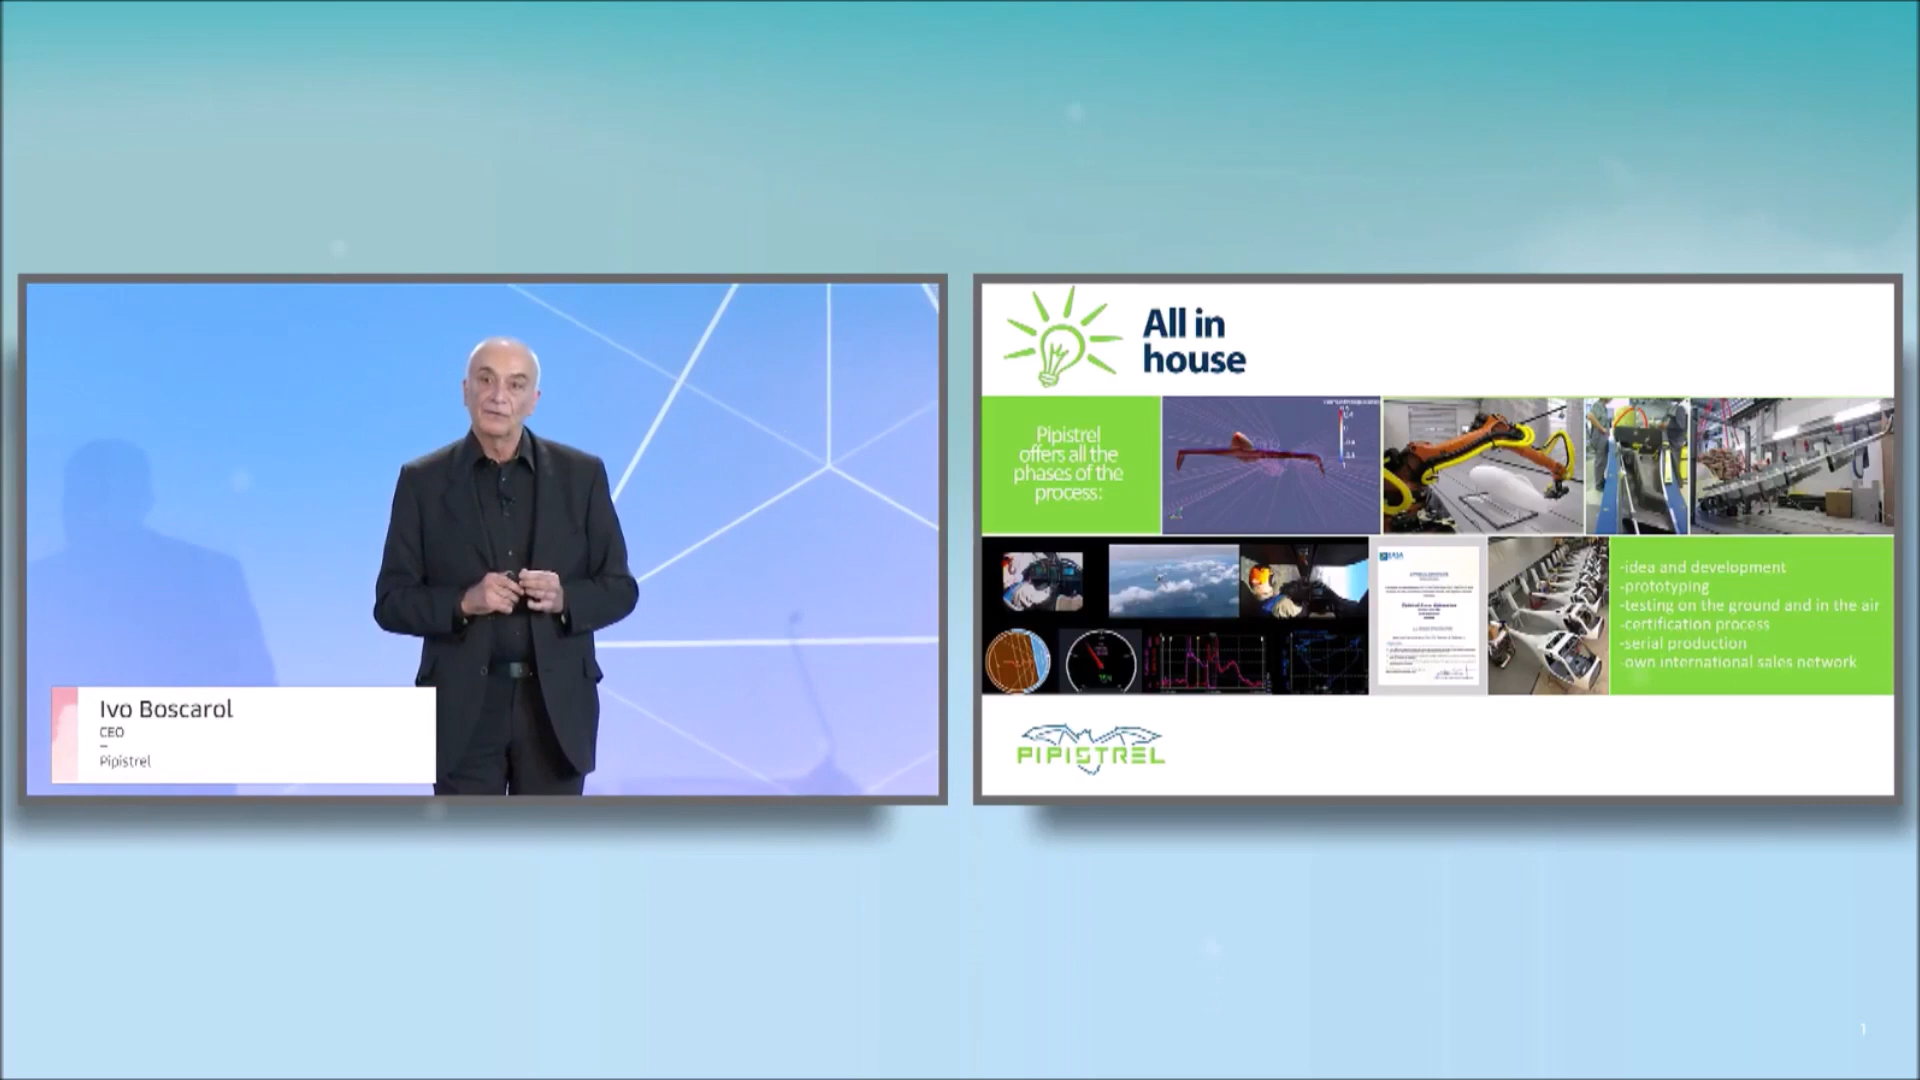 All in
house
Pipistrel
offers all the
phases of the
process:
EASA
-idea and development
-prototyping
-testing on the ground and in the air
-certification process
-serial production
-own international sales network
Ivo Boscarol
CEO
–
Pipistrel
PIPISTREL
1